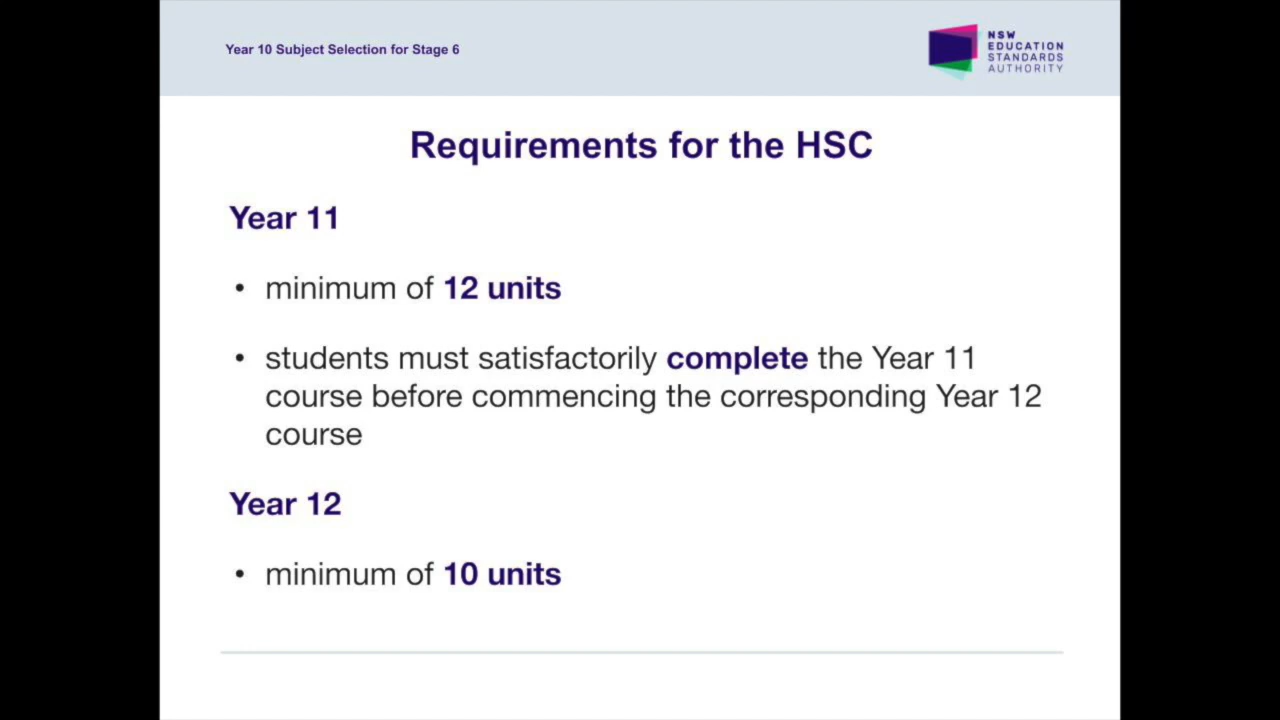 Year 10 Subject Selection for Stage 6
NSW
EDUCATION
STANDARDS
AUTHORITY
Requirements for the HSC
Year 11
• minimum of 12 units
• students must satisfactorily complete the Year 11
course before commencing the corresponding Year 12
course
Year 12
• minimum of 10 units